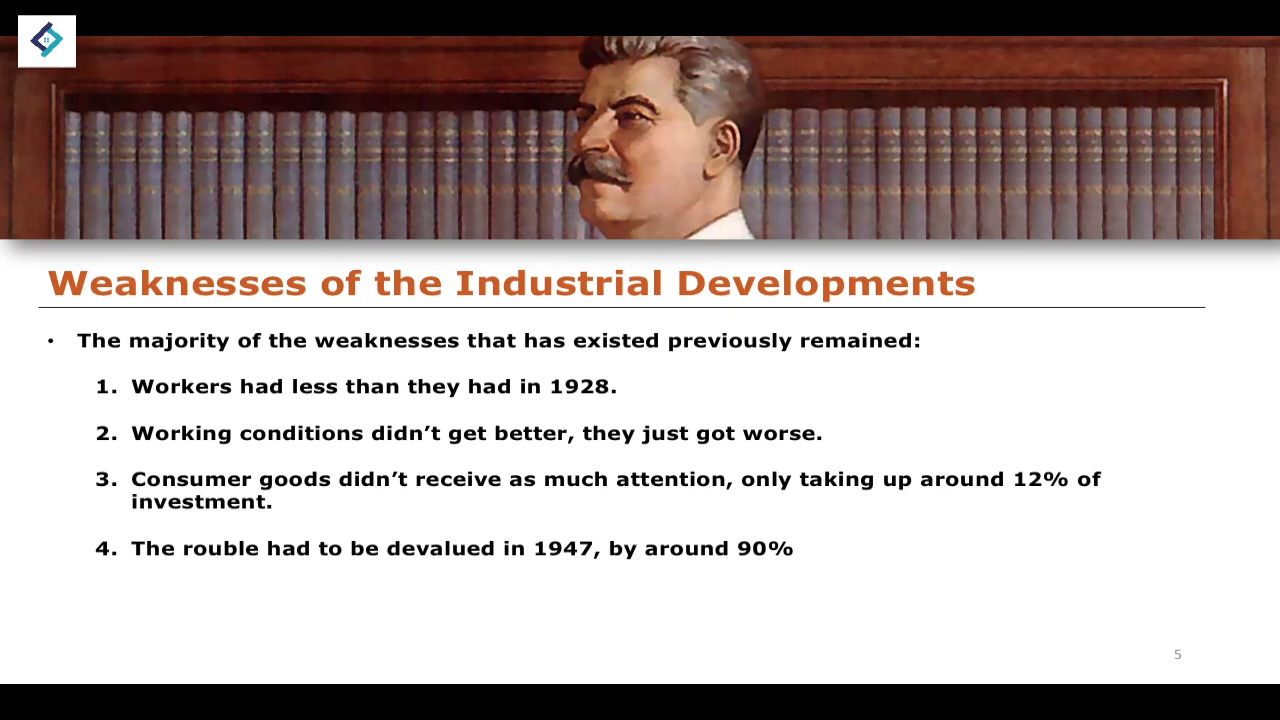 Weaknesses of the Industrial Developments
• The majority of the weaknesses that has existed previously remained:
1. Workers had less than they had in 1928.
2. Working conditions didn’t get better, they just got worse.
3. Consumer goods didn’t receive as much attention, only taking up around 12% of
investment.
4. The rouble had to be devalued in 1947, by around 90%
5